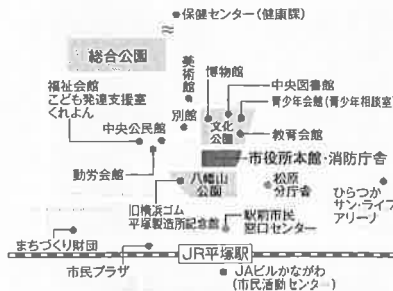 保健センター(健康課)
総合公園
美術館
博物館
中央図書館
青少年会館(青少年相談室)
福祉会館
こども発達支援室
くれよん
別館
文化
公園
中央公民館
教育会館
市役所本館・消防庁舎
勤労会館
八幡山
公園
松原
分庁舎
ひらつか
サン・ライフ
アリーナ
旧横浜ゴム
平塚製造所記念館
駅前市民
窓口センター
まちづくり財団
市民プラザ
JR平塚駅
JAビルかながわ
(市民活動センター)